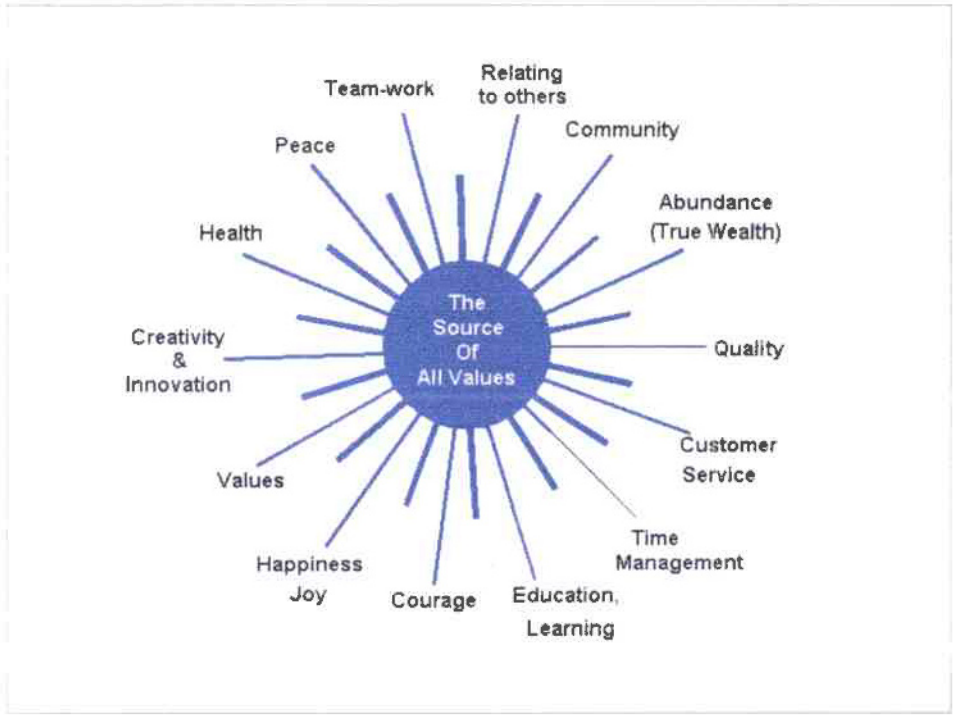 Team-work
Relating
to others
Community
Peace
Abundance
(True Wealth)
Health
The
Source
Of
All Values
Creativity
&
Innovation
Quality
Customer
Service
Values
Time
Management
Happiness
Joy
Courage
Education,
Learning